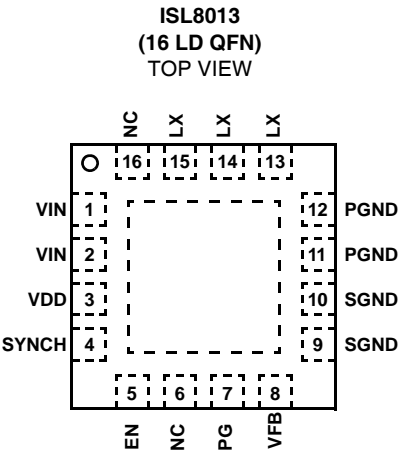 ISL8013
(16 LD QFN)
TOP VIEW
NC LX LX LX
16 15 14 13
VIN 1 12 PGND
VIN 2 11 PGND
VDD 3 10 SGND
SYNCH 4 9 SGND
5 6 7 8
EN NC PG VFB